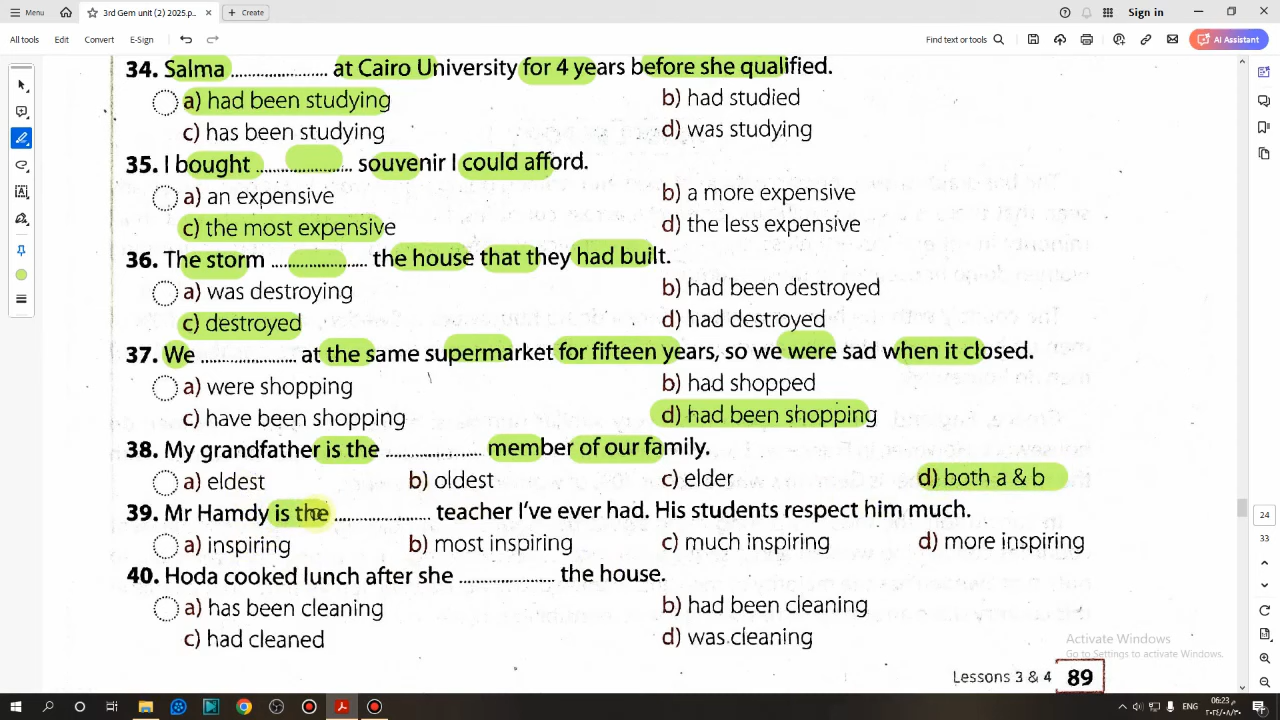 Menu
3rd Gem unit (2) 2025.p...
Create
Sign in
All tools Edit Convert E-Sign
Find text or tools
AI Assistant
34. Salma .................... at Cairo University for 4 years before she qualified.
a) had been studying b) had studied
c) has been studying d) was studying
35. I bought .................... souvenir I could afford.
a) an expensive b) a more expensive
c) the most expensive d) the less expensive
36. The storm .................... the house that they had built.
a) was destroying b) had been destroyed
c) destroyed d) had destroyed
37. We .................... at the same supermarket for fifteen years, so we were sad when it closed.
a) were shopping b) had shopped
c) have been shopping d) had been shopping
38. My grandfather is the .................... member of our family.
a) eldest b) oldest c) elder d) both a & b
39. Mr Hamdy is the .................... teacher I've ever had. His students respect him much.
a) inspiring b) most inspiring c) much inspiring d) more inspiring
40. Hoda cooked lunch after she .................... the house.
a) has been cleaning b) had been cleaning
c) had cleaned d) was cleaning
24
33
Activate Windows
Go to Settings to activate Windows.
Lessons 3 & 4 89
ENG
06:23 م